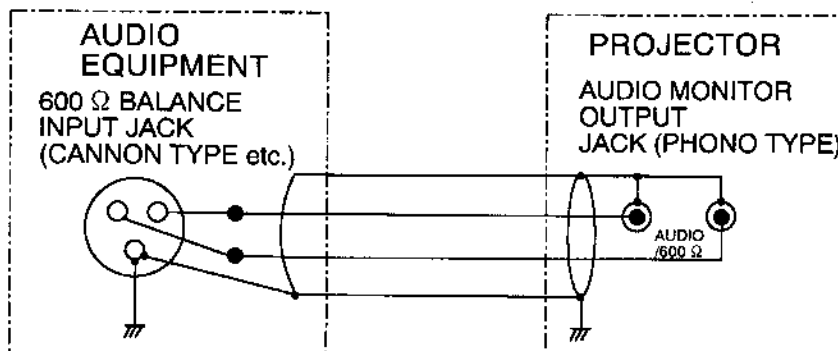 AUDIO
EQUIPMENT
600 Ω BALANCE
INPUT JACK
(CANNON TYPE etc.)
PROJECTOR
AUDIO MONITOR
OUTPUT
JACK (PHONO TYPE)
AUDIO
/600 Ω